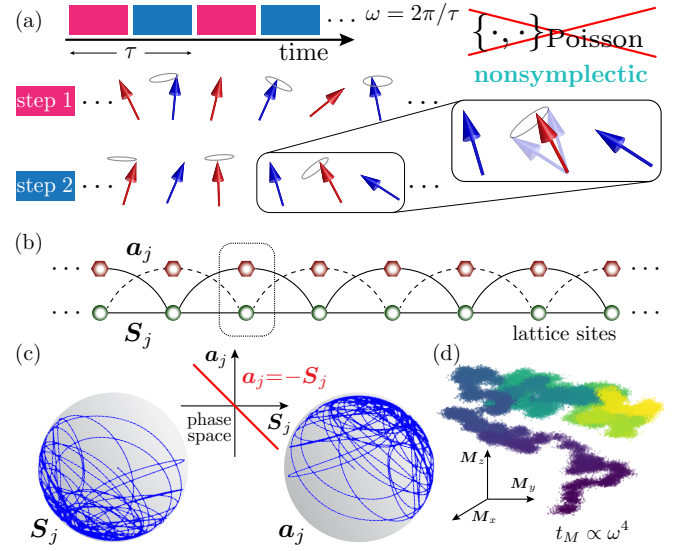 (a)
· · · ω = 2π/τ
τ
time
{·, ·}Poisson
nonsymplectic
step 1
· · ·
· · ·
step 2
· · ·
· · ·
(b)
a_j
· · ·
· · ·
· · ·
· · ·
S_j
lattice sites
(c)
a_j
a_j=−S_j
phase
space
S_j
S_j
a_j
(d)
M_z
M_y
M_x
t_M ∝ ω⁴